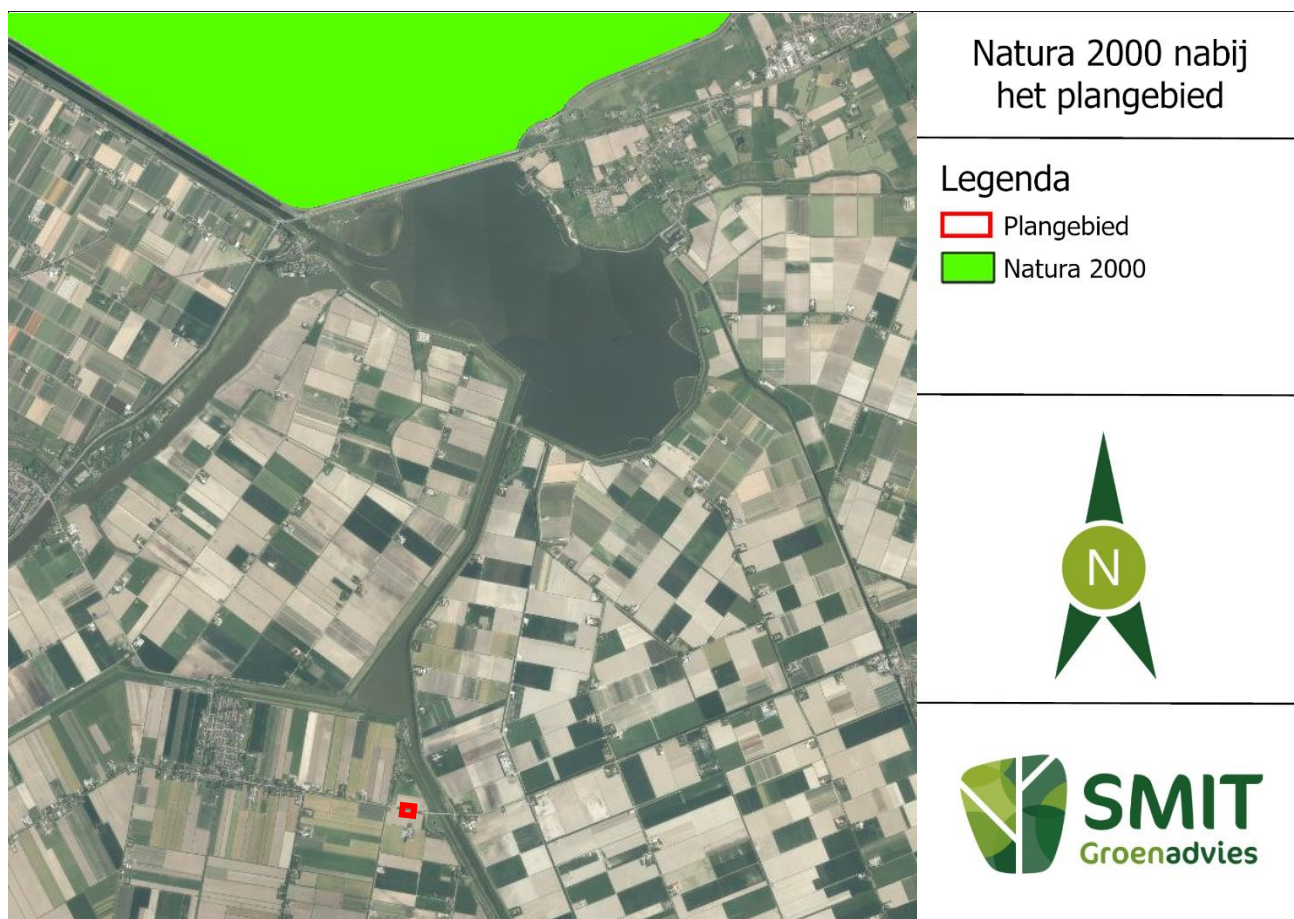 Natura 2000 nabij
het plangebied
Legenda
Plangebied
Natura 2000
N
SMIT
Groenadvies